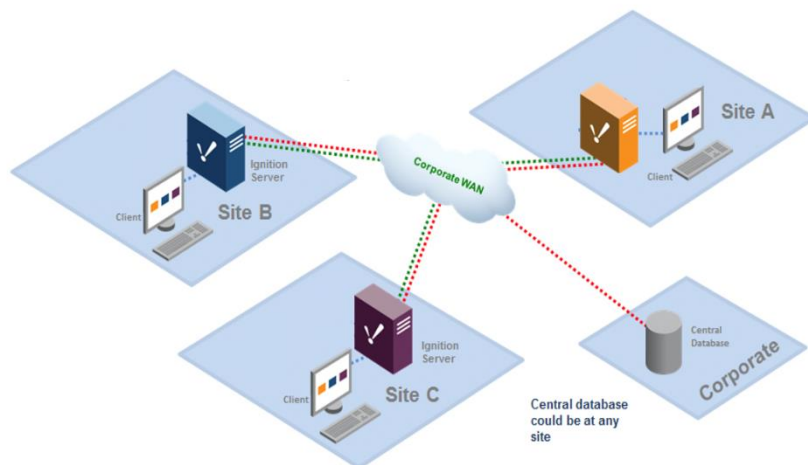 Site A
Client
Ignition
Server
Corporate WAN
Client
Site B
Ignition
Server
Client
Site C
Central
Database
Corporate
Central database
could be at any
site